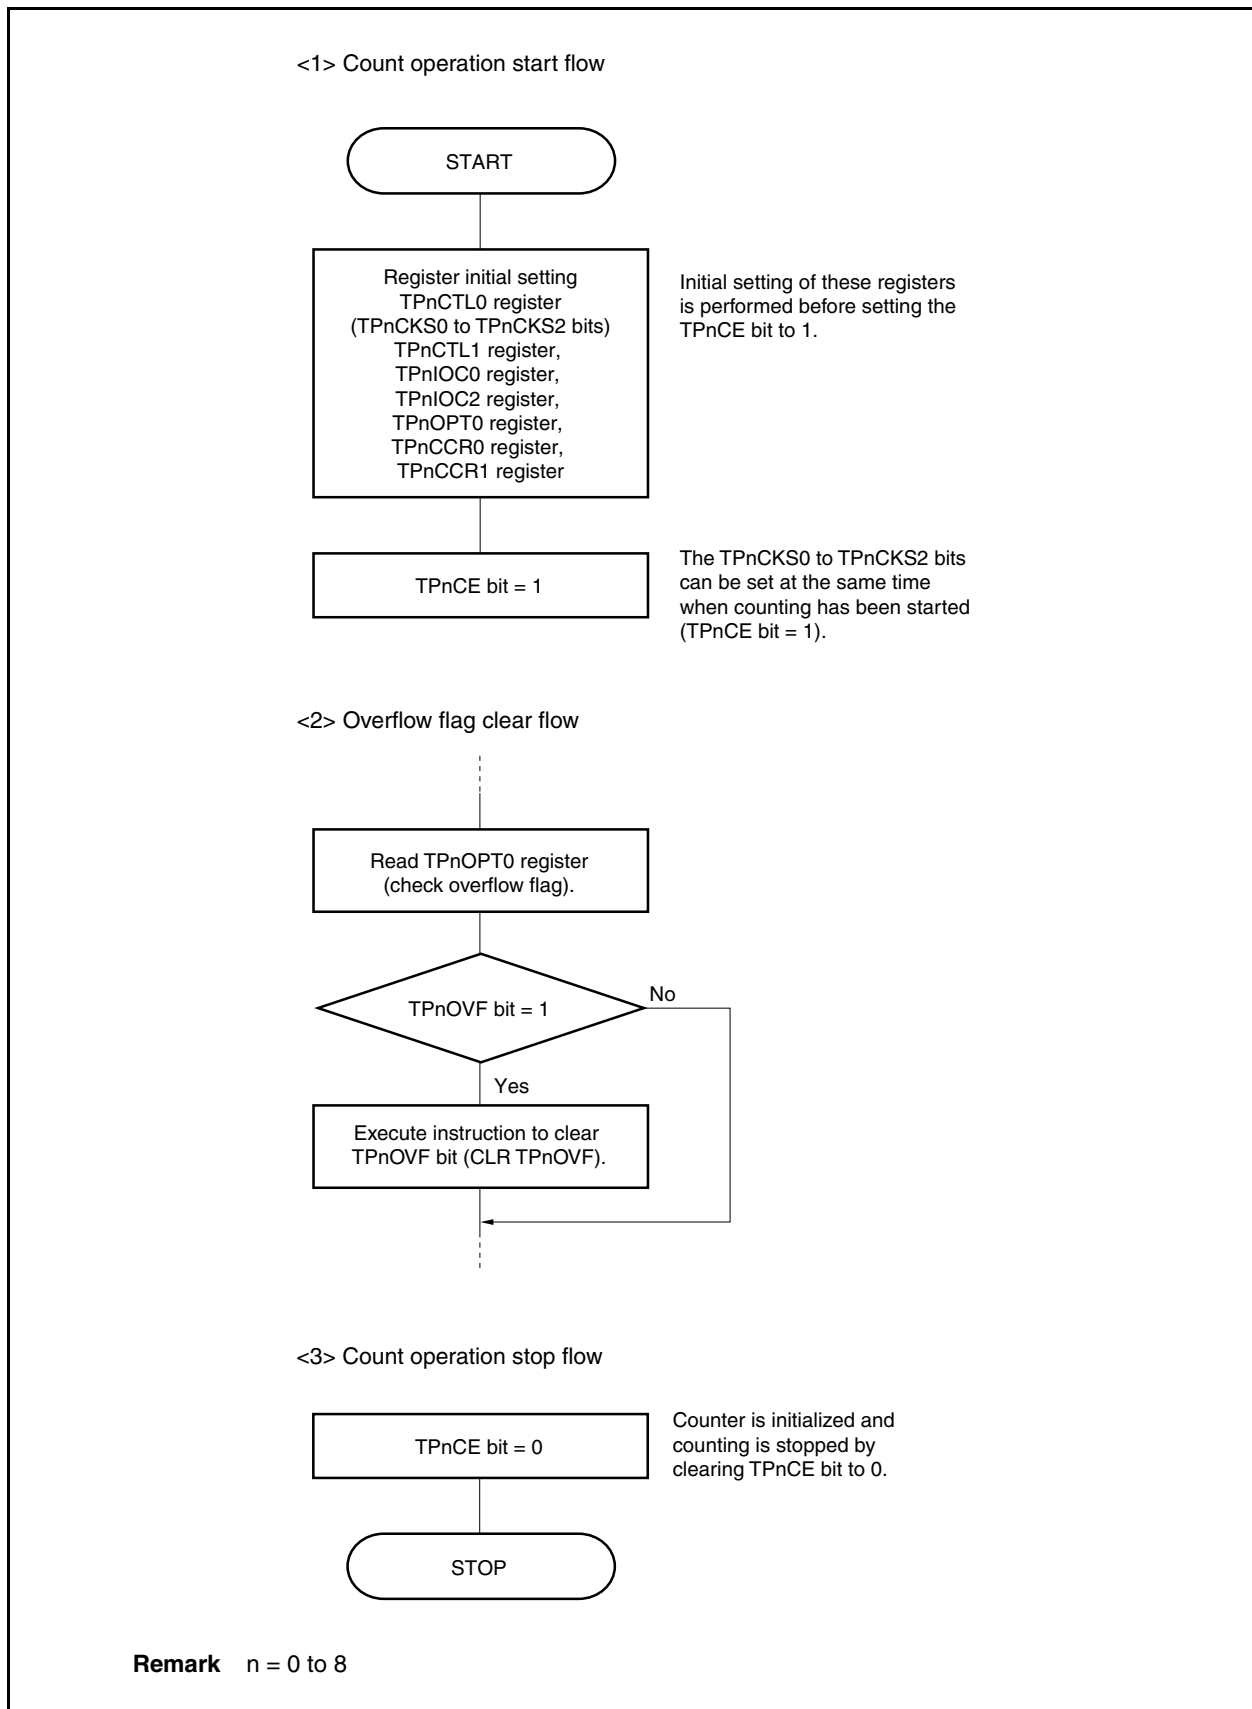 <1> Count operation start flow
START
Register initial setting
TPnCTL0 register
(TPnCKS0 to TPnCKS2 bits)
TPnCTL1 register,
TPnIOC0 register,
TPnIOC2 register,
TPnOPT0 register,
TPnCCR0 register,
TPnCCR1 register
Initial setting of these registers
is performed before setting the
TPnCE bit to 1.
TPnCE bit = 1
The TPnCKS0 to TPnCKS2 bits
can be set at the same time
when counting has been started
(TPnCE bit = 1).
<2> Overflow flag clear flow
Read TPnOPT0 register
(check overflow flag).
TPnOVF bit = 1
No
Yes
Execute instruction to clear
TPnOVF bit (CLR TPnOVF).
<3> Count operation stop flow
TPnCE bit = 0
Counter is initialized and
counting is stopped by
clearing TPnCE bit to 0.
STOP
Remark n = 0 to 8